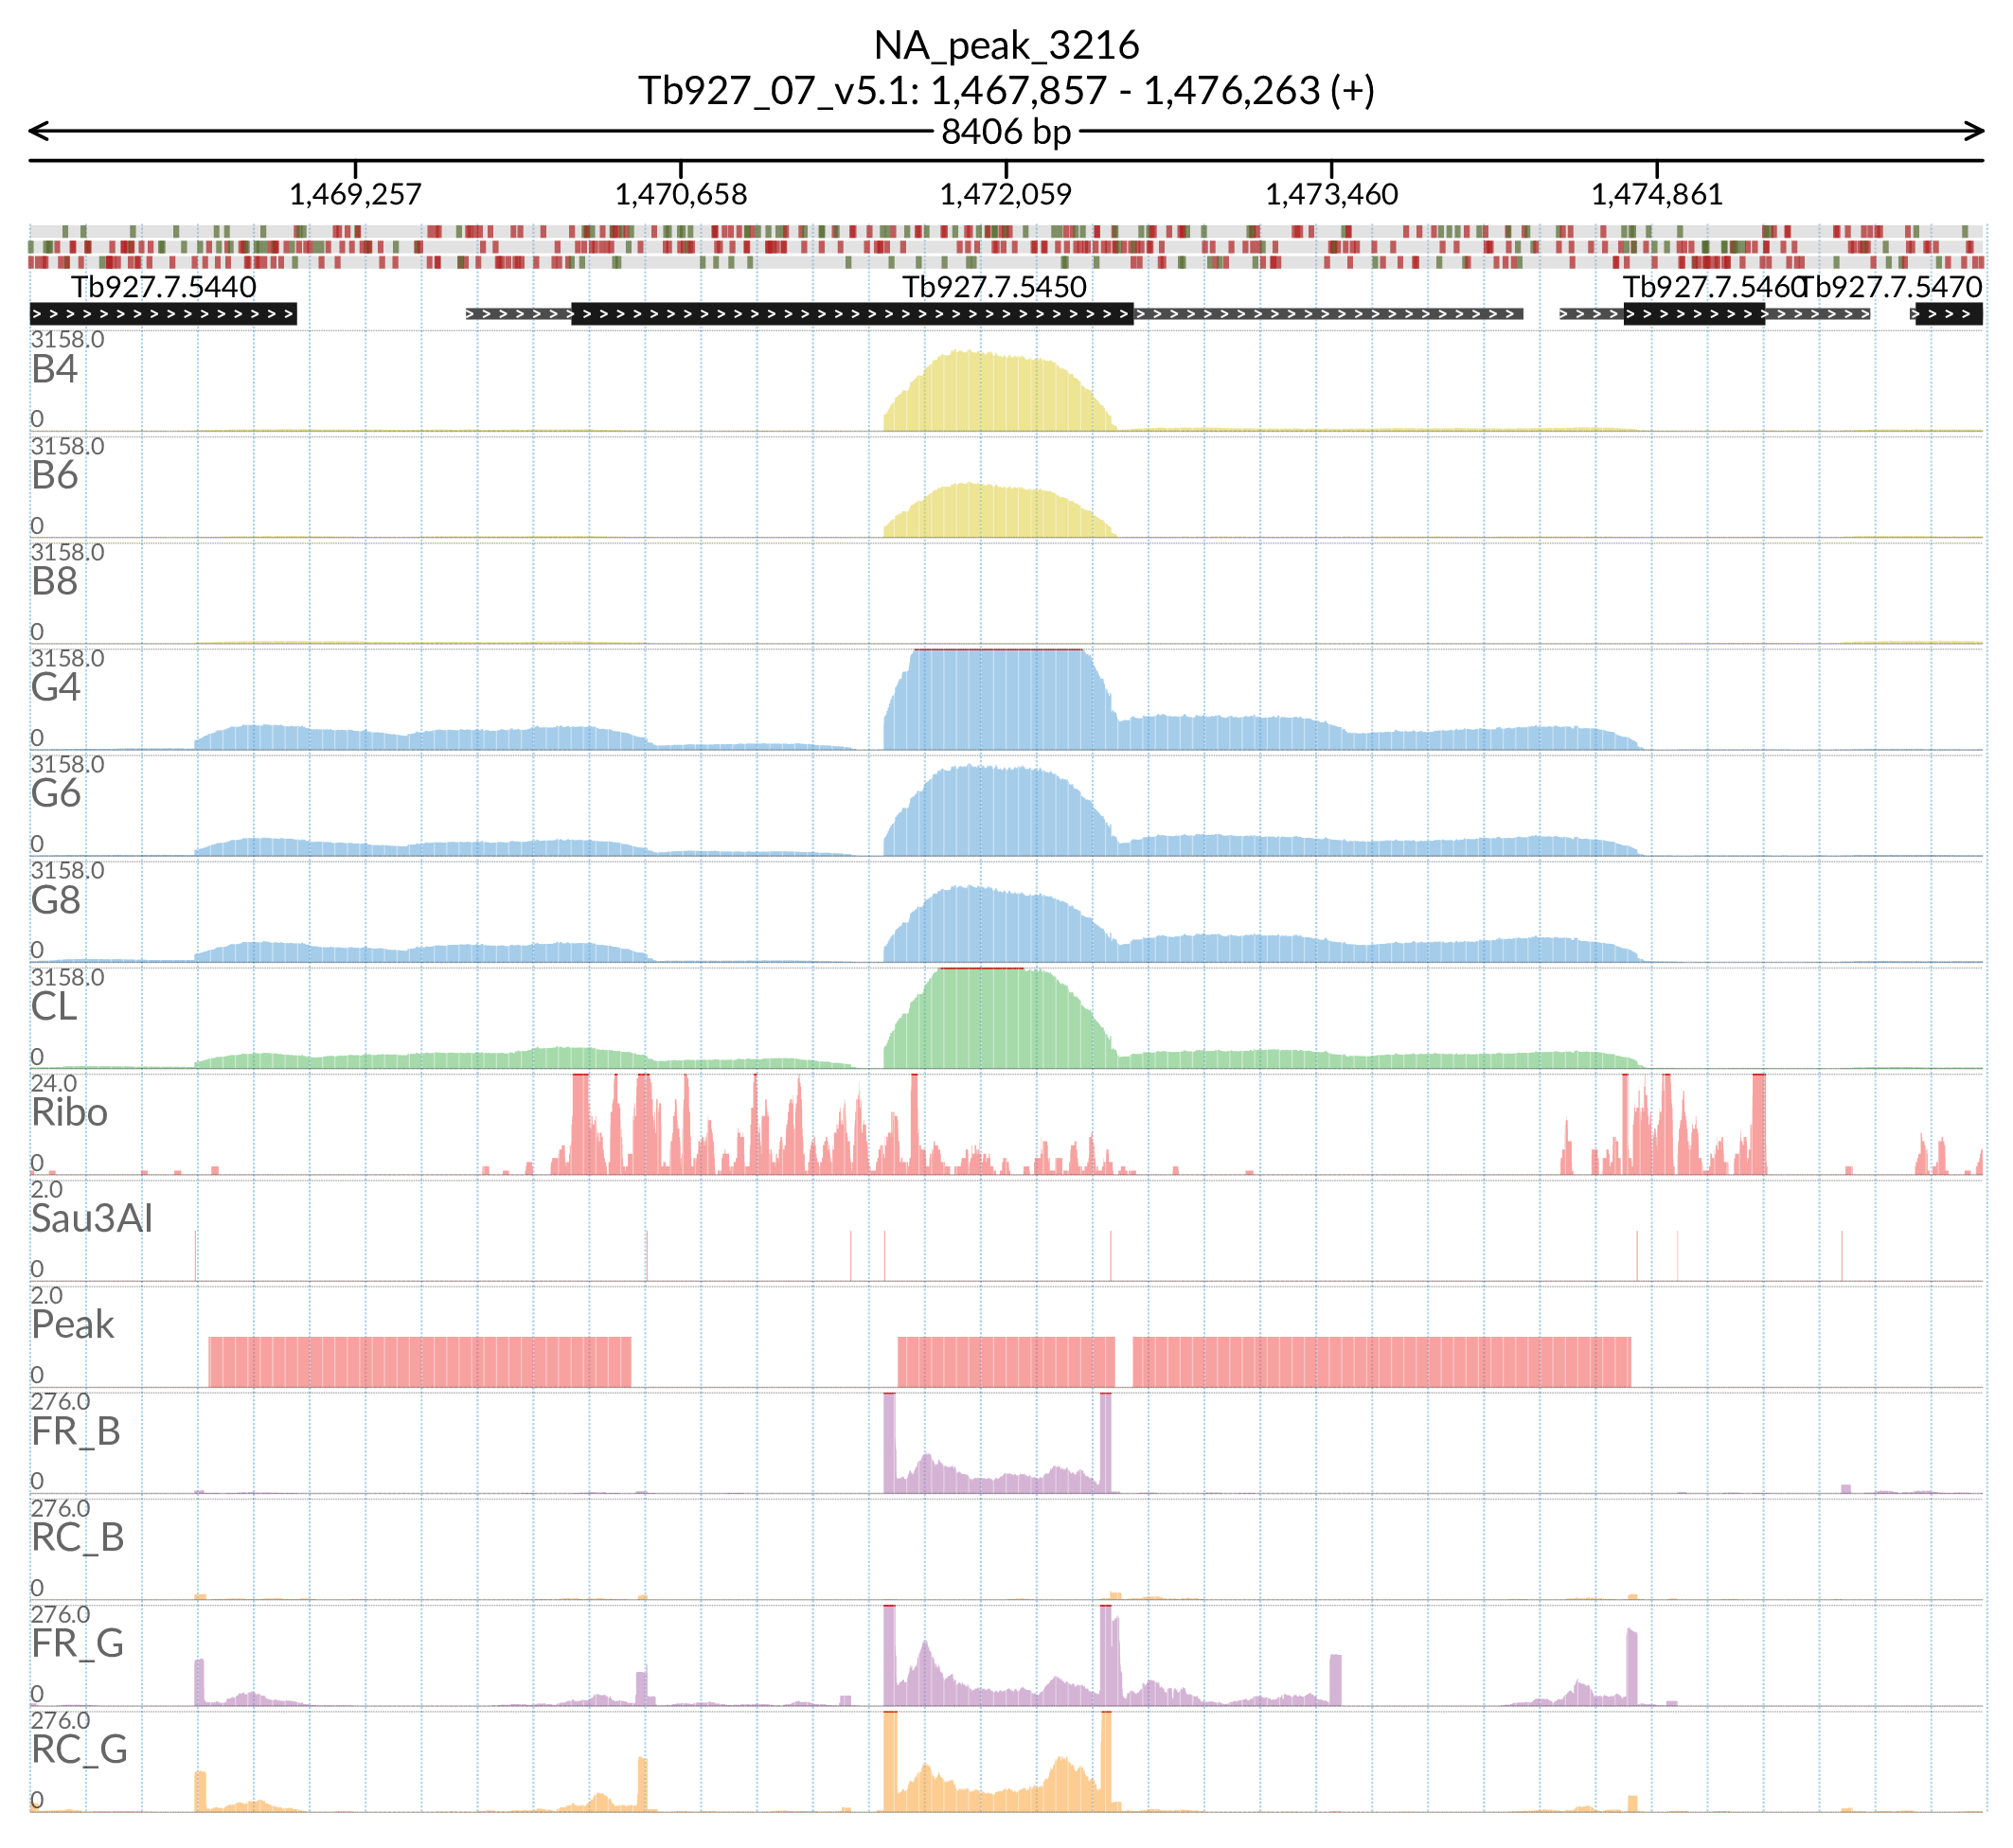 NA_peak_3216
Tb927_07_v5.1: 1,467,857 - 1,476,263 (+)
8406 bp
1,469,257 1,470,658 1,472,059 1,473,460 1,474,861
Tb927.7.5440 Tb927.7.5450 Tb927.7.5460 Tb927.7.5470
3158.0
B4
0
3158.0
B6
0
3158.0
B8
0
3158.0
G4
0
3158.0
G6
0
3158.0
G8
0
3158.0
CL
0
24.0
Ribo
0
2.0
Sau3AI
0
2.0
Peak
0
276.0
FR_B
0
276.0
RC_B
0
276.0
FR_G
0
276.0
RC_G
0